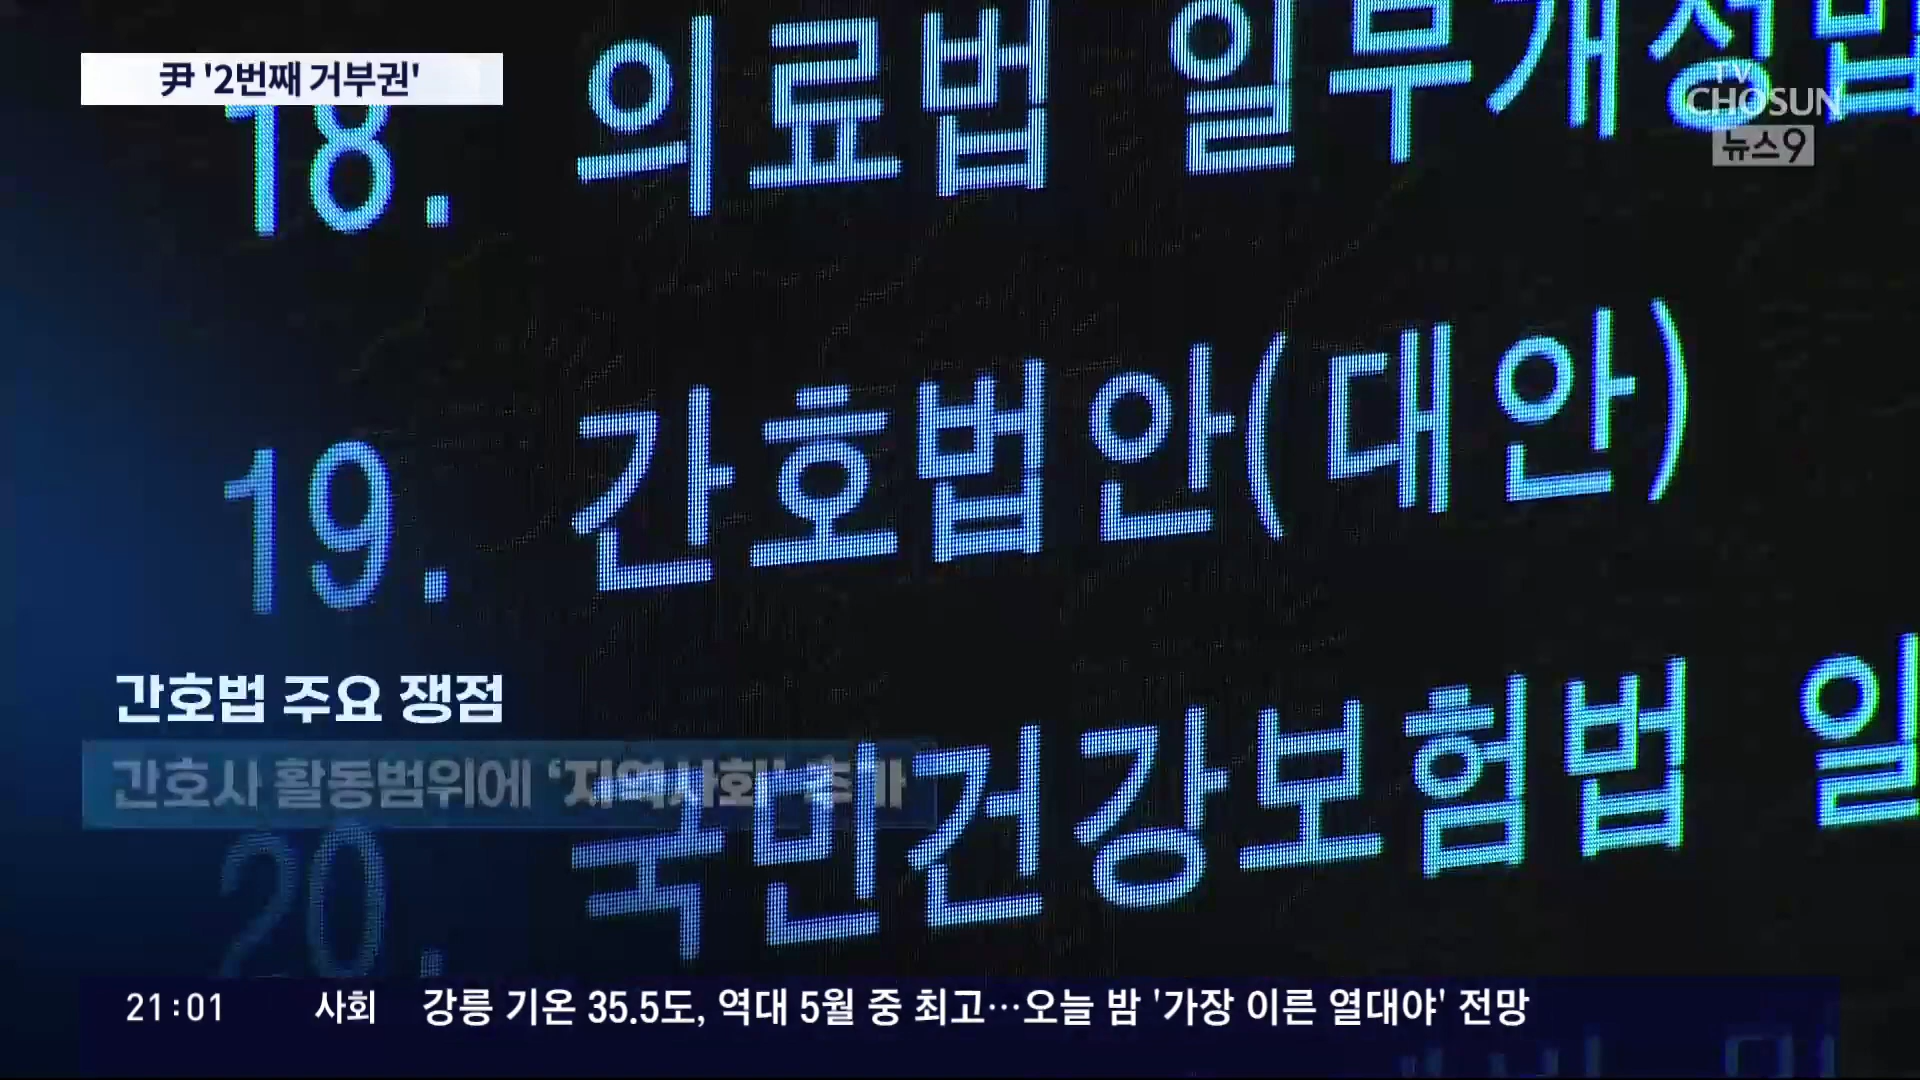 尹 '2번째 거부권'
TV
CHOSUN
뉴스9
18. 의료법 일부개정법
19. 간호법안(대안)
간호법 주요 쟁점
간호사 활동범위에 ‘지역사회’ 추가
20. 국민건강보험법 일
21:01 사회 강릉 기온 35.5도, 역대 5월 중 최고…오늘 밤 '가장 이른 열대야' 전망